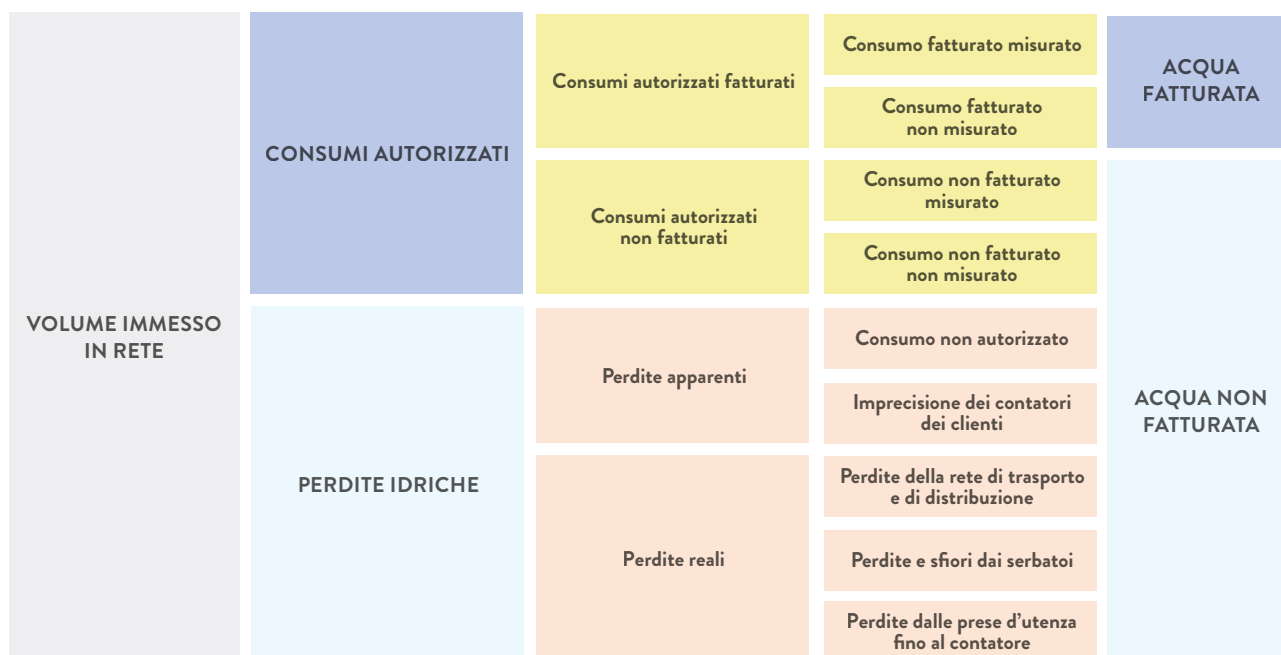 VOLUME IMMESSO
IN RETE
CONSUMI AUTORIZZATI
PERDITE IDRICHE
Consumi autorizzati fatturati
Consumi autorizzati
non fatturati
Perdite apparenti
Perdite reali
Consumo fatturato misurato
Consumo fatturato
non misurato
Consumo non fatturato
misurato
Consumo non fatturato
non misurato
Consumo non autorizzato
Imprecisione dei contatori
dei clienti
Perdite della rete di trasporto
e di distribuzione
Perdite e sfiori dai serbatoi
Perdite dalle prese d'utenza
fino al contatore
ACQUA
FATTURATA
ACQUA NON
FATTURATA